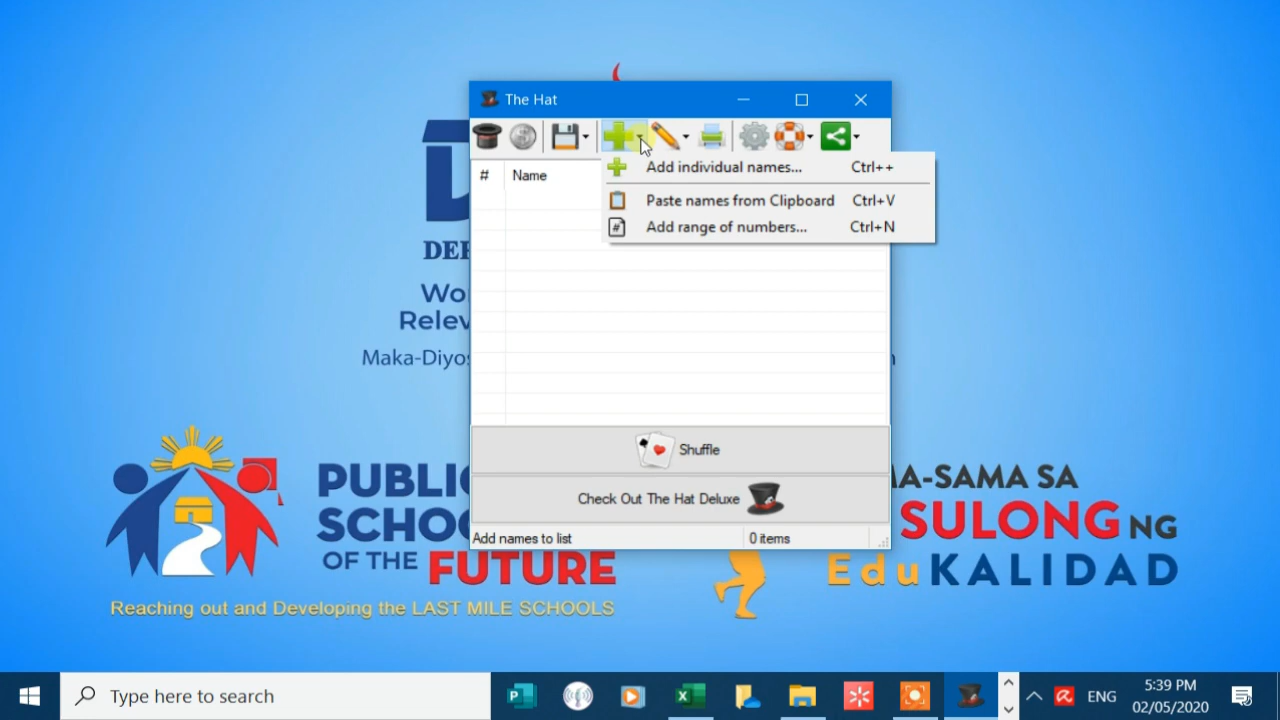 The Hat
# Name
Add individual names... Ctrl++
Paste names from Clipboard Ctrl+V
Add range of numbers... Ctrl+N
Shuffle
Check Out The Hat Deluxe
Add names to list 0 items
DE
Wo
Relev
Maka-Diyos
PUBLIC
SCHOO
OF THE FUTURE
Reaching out and Developing the LAST MILE SCHOOLS
A-SAMA SA
SULONG NG
EduKALIDAD
Type here to search
ENG
5:39 PM
02/05/2020